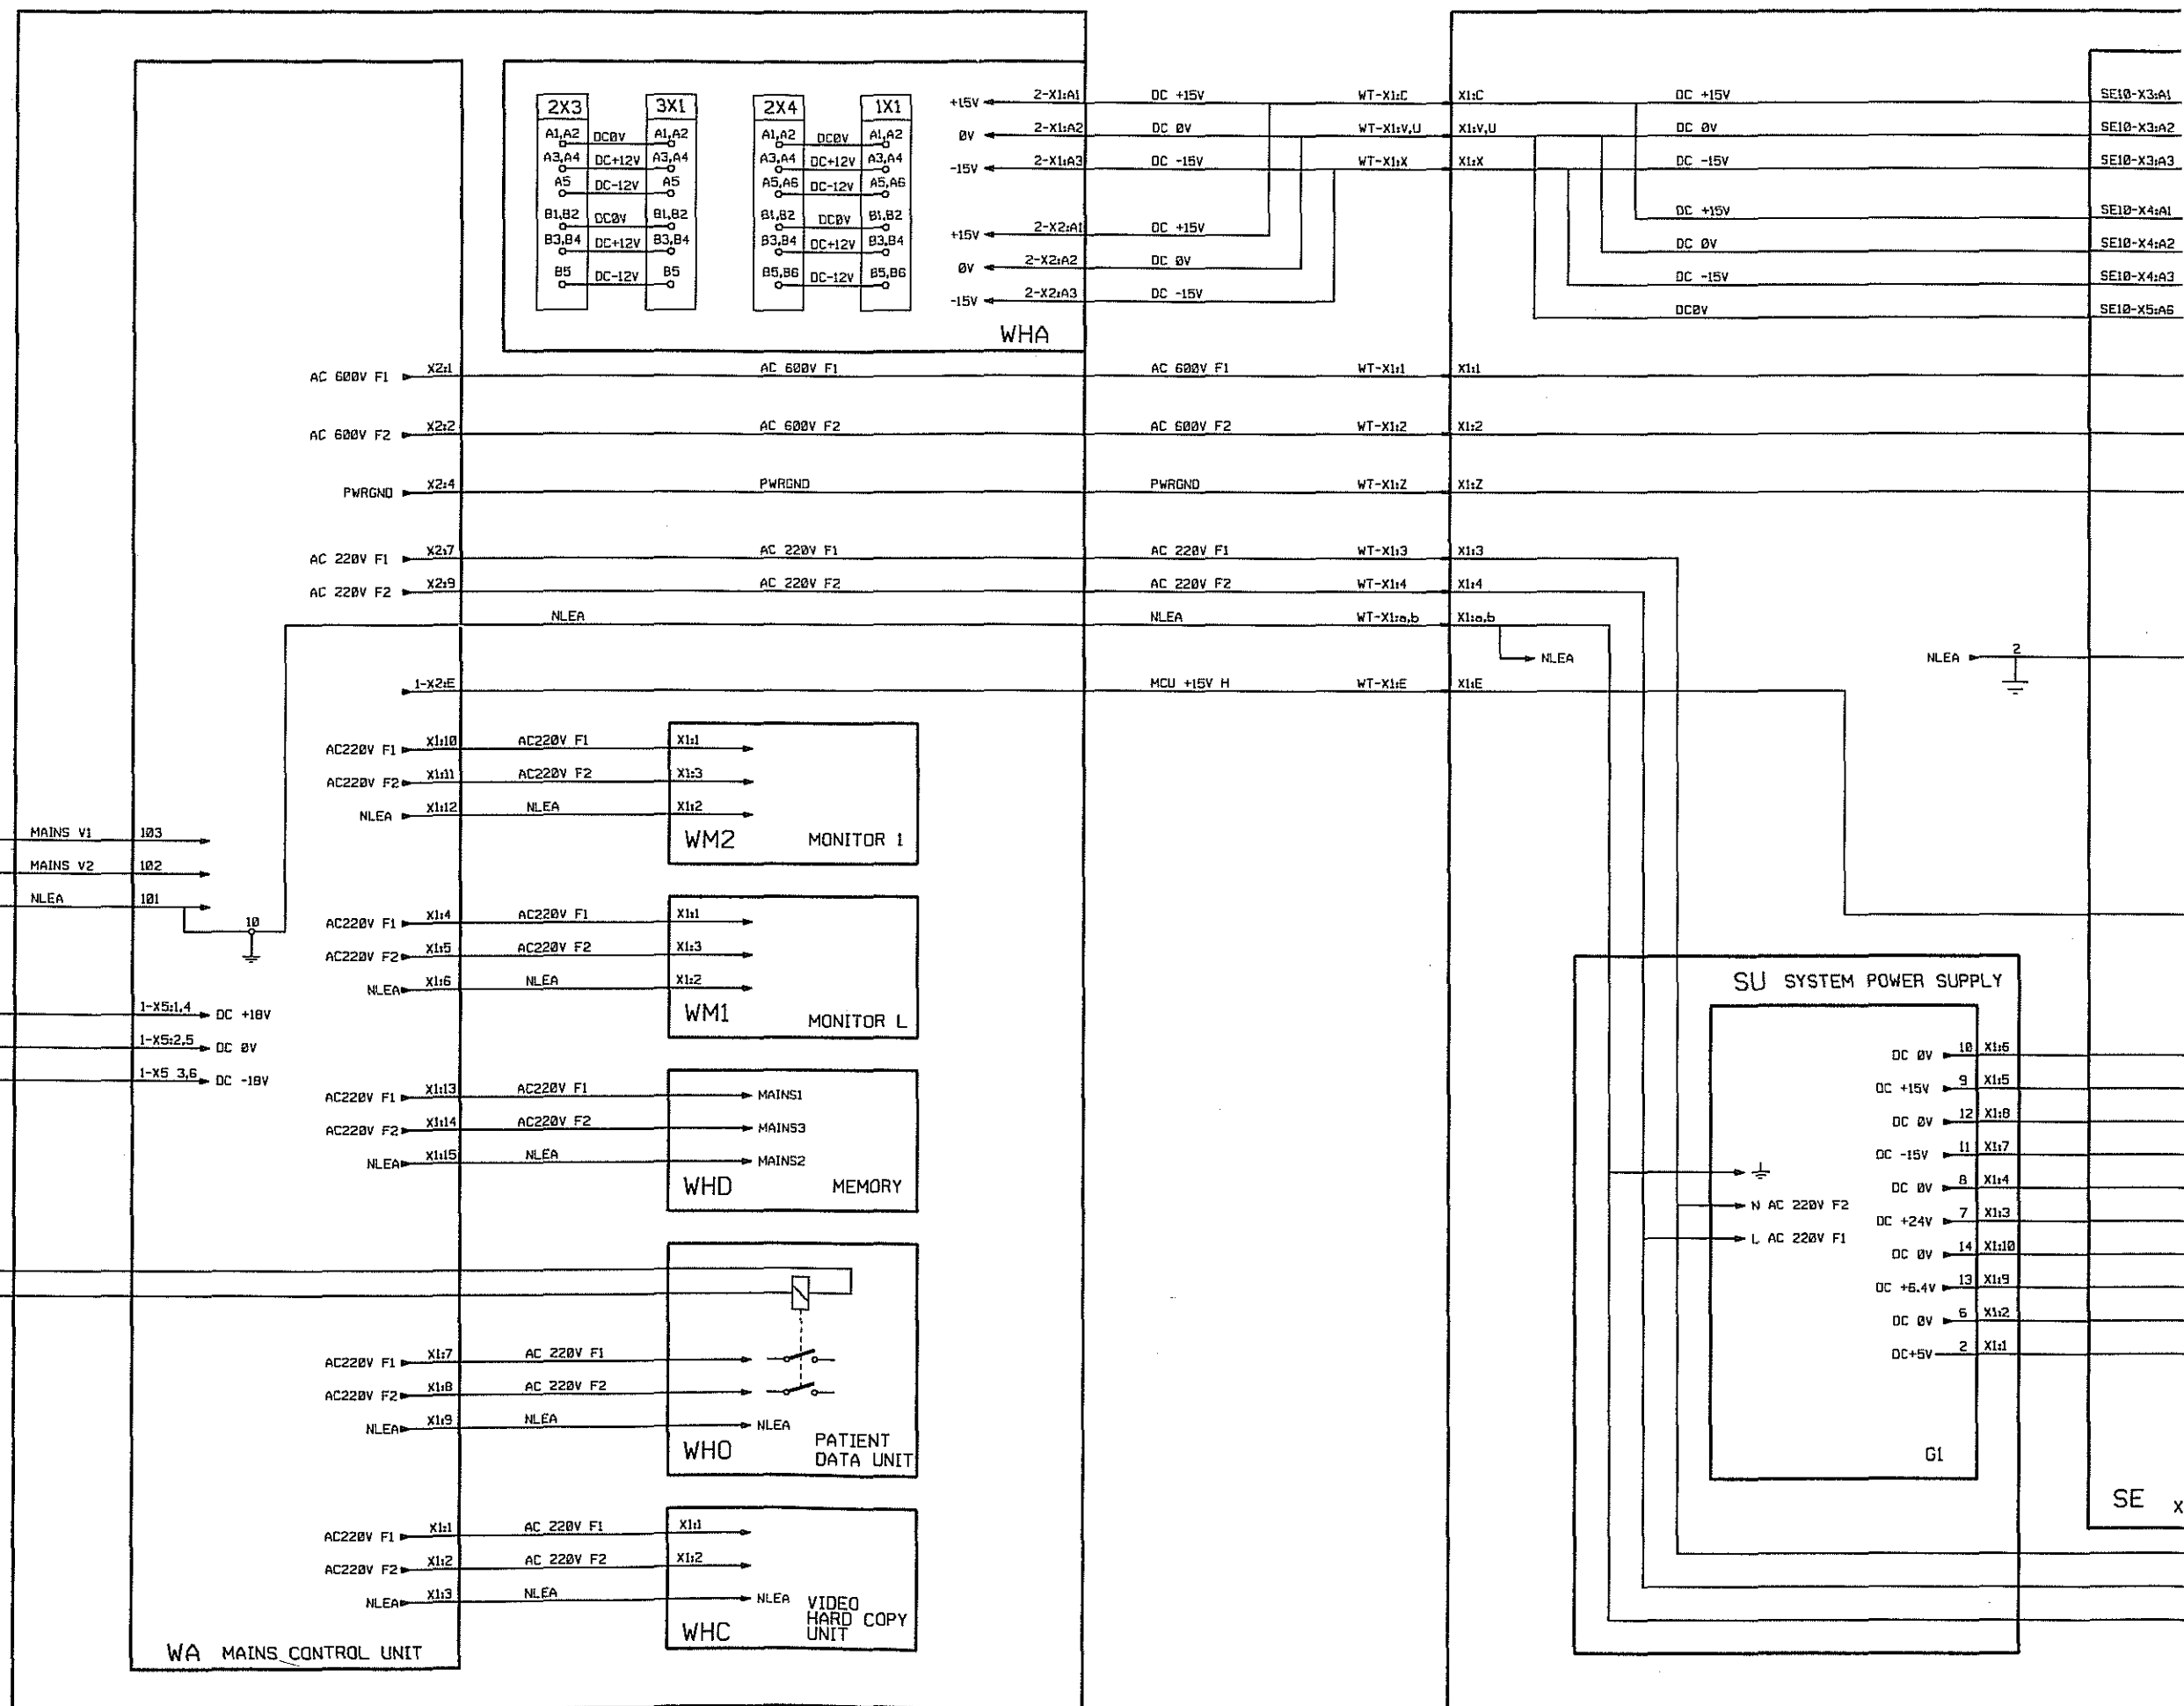 2X3 3X1 2X4 1X1
A1,A2 DC0V A1,A2 A1,A2 DC0V A1,A2
A3,A4 DC+12V A3,A4 A3,A4 DC+12V A3,A4
A5 DC-12V A5 A5,A6 DC-12V A5,A6
B1,B2 DC0V B1,B2 B1,B2 DC0V B1,B2
B3,B4 DC+12V B3,B4 B3,B4 DC+12V B3,B4
B5 DC-12V B5 B5,B6 DC-12V B5,B6
+15V 2-X1:A1 DC +15V WT-X1:C X1:C DC +15V SE10-X3:A1
0V 2-X1:A2 DC 0V WT-X1:V,U X1:V,U DC 0V SE10-X3:A2
-15V 2-X1:A3 DC -15V WT-X1:X X1:X DC -15V SE10-X3:A3
DC +15V SE10-X4:A1
+15V 2-X2:A1 DC +15V
DC 0V SE10-X4:A2
0V 2-X2:A2 DC 0V
DC -15V SE10-X4:A3
-15V 2-X2:A3 DC -15V
DC0V SE10-X5:A6
WHA
AC 600V F1 X2:1 AC 600V F1 AC 600V F1 WT-X1:1 X1:1
AC 600V F2 X2:2 AC 600V F2 AC 600V F2 WT-X1:2 X1:2
PWRGND X2:4 PWRGND PWRGND WT-X1:Z X1:Z
AC 220V F1 X2:7 AC 220V F1 AC 220V F1 WT-X1:3 X1:3
AC 220V F2 X2:9 AC 220V F2 AC 220V F2 WT-X1:4 X1:4
NLEA NLEA WT-X1:a,b X1:a,b
NLEA
NLEA 2
1-X2:E MCU +15V H WT-X1:E X1:E
AC220V F1 X1:10 AC220V F1 X1:1
AC220V F2 X1:11 AC220V F2 X1:3
NLEA X1:12 NLEA X1:2
WM2 MONITOR 1
MAINS V1 103
MAINS V2 102
NLEA 101
10
AC220V F1 X1:4 AC220V F1 X1:1
AC220V F2 X1:5 AC220V F2 X1:3
NLEA X1:6 NLEA X1:2
WM1 MONITOR L
1-X5:1,4 DC +18V
1-X5:2,5 DC 0V
1-X5 3,6 DC -18V
AC220V F1 X1:13 AC220V F1 MAINS1
AC220V F2 X1:14 AC220V F2 MAINS3
NLEA X1:15 NLEA MAINS2
WHD MEMORY
AC220V F1 X1:7 AC 220V F1
AC220V F2 X1:8 AC 220V F2
NLEA X1:9 NLEA NLEA
WHO PATIENT
DATA UNIT
AC220V F1 X1:1 AC 220V F1 X1:1
AC220V F2 X1:2 AC 220V F2 X1:2
NLEA X1:3 NLEA NLEA
WHC VIDEO
HARD COPY
UNIT
WA MAINS CONTROL UNIT
SU SYSTEM POWER SUPPLY
DC 0V 10 X1:6
DC +15V 9 X1:5
DC 0V 12 X1:8
DC -15V 11 X1:7
DC 0V 8 X1:4
N AC 220V F2
DC +24V 7 X1:3
L AC 220V F1
DC 0V 14 X1:10
DC +6.4V 13 X1:9
DC 0V 6 X1:2
DC+5V 2 X1:1
G1
SE X